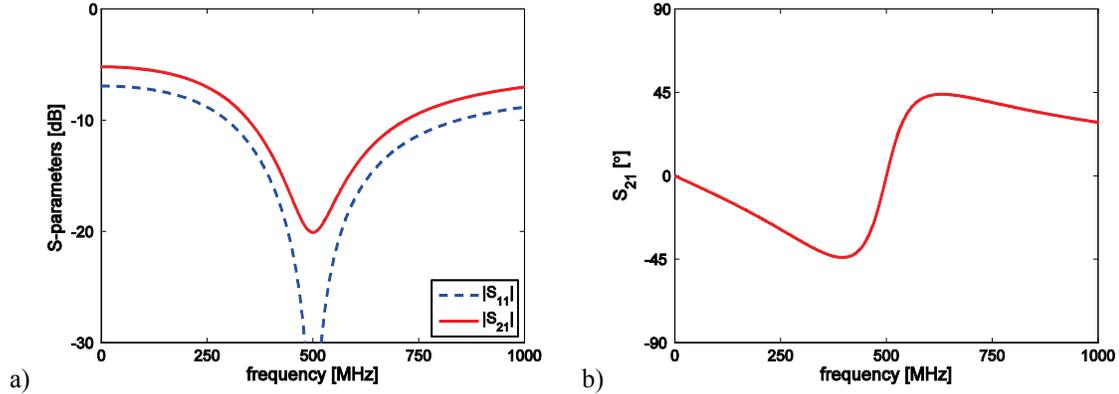 0
-10
-20
-30
S-parameters [dB]
|S11|
|S21|
0 250 500 750 1000
frequency [MHz]
a)
90
45
0
-45
-90
S21 [°]
0 250 500 750 1000
frequency [MHz]
b)